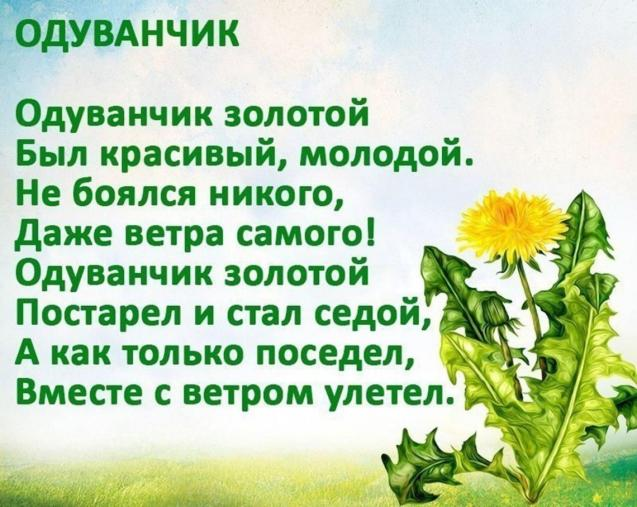 ОДУВАНЧИК
Одуванчик золотой
Был красивый, молодой.
Не боялся никого,
Даже ветра самого!
Одуванчик золотой
Постарел и стал седой,
А как только поседел,
Вместе с ветром улетел.